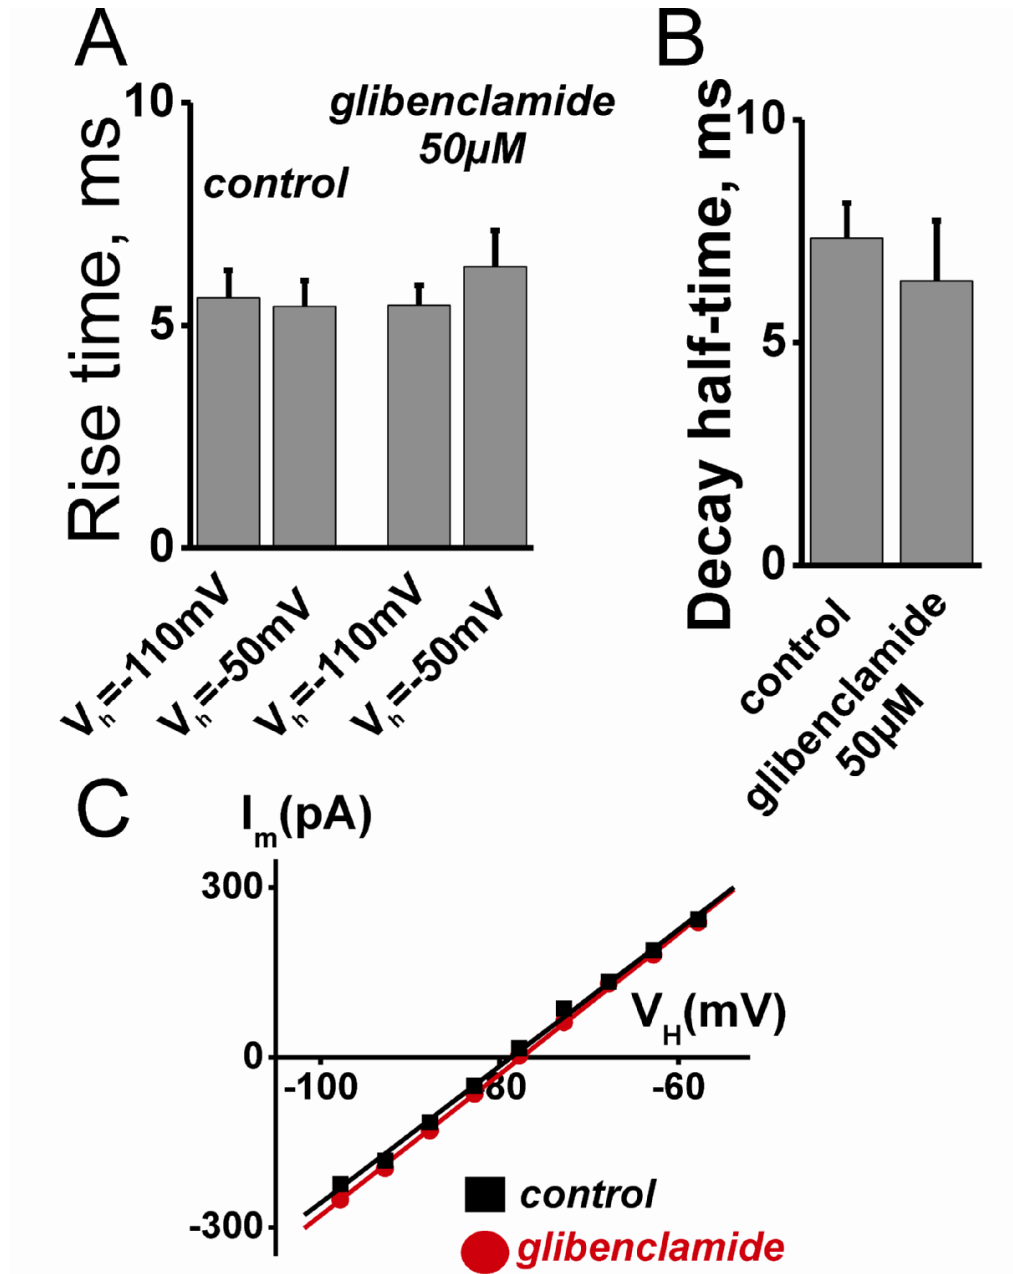 A
Rise time, ms
10
5
0
control
glibenclamide
50µM
Vh=-110mV
Vh=-50mV
Vh=-110mV
Vh=-50mV
B
Decay half-time, ms
10
5
0
control
glibenclamide
50µM
C
Im(pA)
300
0
-300
-100
-80
-60
VH(mV)
control
glibenclamide